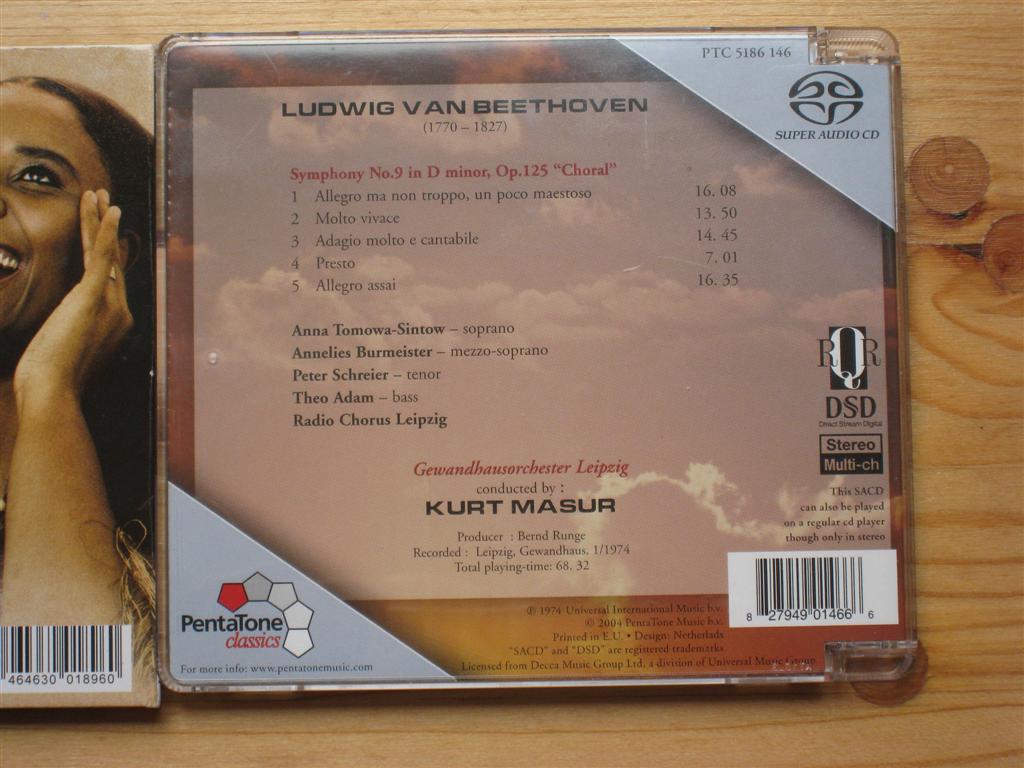 PTC 5186 146
SUPER AUDIO CD
LUDWIG VAN BEETHOVEN
(1770 – 1827)
Symphony No.9 in D minor, Op.125 “Choral”
1 Allegro ma non troppo, un poco maestoso 16. 08
2 Molto vivace 13. 50
3 Adagio molto e cantabile 14. 45
4 Presto 7. 01
5 Allegro assai 16. 35
Anna Tomowa-Sintow – soprano
Annelies Burmeister – mezzo-soprano
Peter Schreier – tenor
Theo Adam – bass
Radio Chorus Leipzig
Gewandhausorchester Leipzig
conducted by :
KURT MASUR
Producer : Bernd Runge
Recorded : Leipzig, Gewandhaus, 1/1974
Total playing-time: 68. 32
RQR
DSD
Direct Stream Digital
Stereo
Multi-ch
This SACD
can also be played
on a regular cd player
though only in stereo
8 27949 01466 6
℗ 1974 Universal International Music b.v.
© 2004 PentaTone Music b.v.
Printed in E.U. • Design: Netherlads
“SACD” and “DSD” are registered trademarks
Licensed from Decca Music Group Ltd. a division of Universal Music Group
PentaTone
classics
For more info: www.pentatonemusic.com
464630 018960